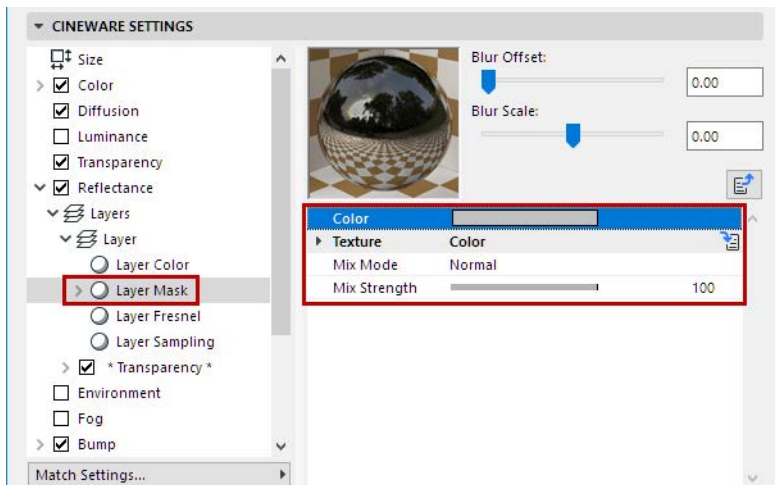 CINEWARE SETTINGS
Size
Color
Diffusion
Luminance
Transparency
Reflectance
Layers
Layer
Layer Color
Layer Mask
Layer Fresnel
Layer Sampling
* Transparency *
Environment
Fog
Bump
Match Settings...
Blur Offset:
0.00
Blur Scale:
0.00
Color
Texture Color
Mix Mode Normal
Mix Strength 100